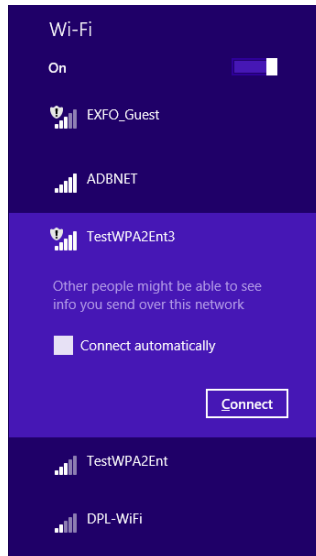 Wi-Fi
On
EXFO_Guest
ADBNET
TestWPA2Ent3
Other people might be able to see
info you send over this network
Connect automatically
Connect
TestWPA2Ent
DPL-WiFi